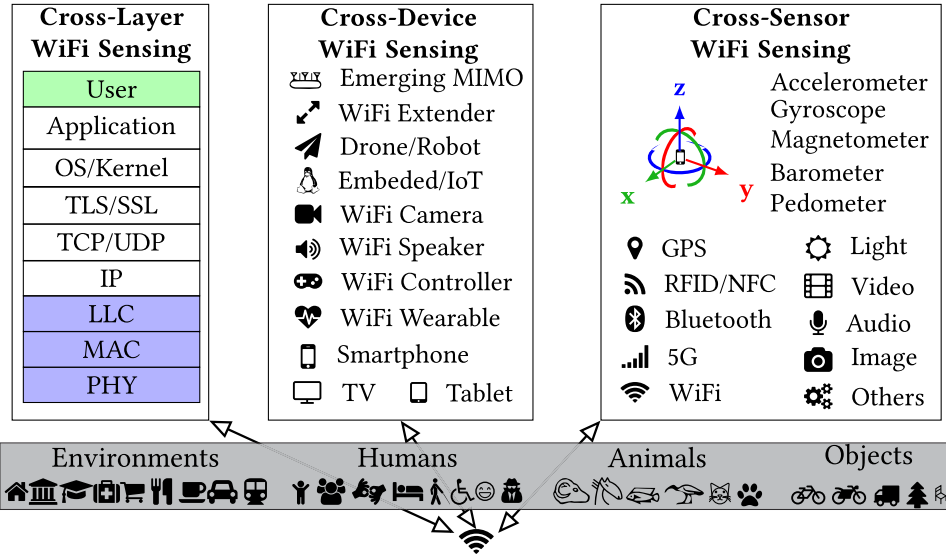 Cross-Layer
WiFi Sensing
User
Application
OS/Kernel
TLS/SSL
TCP/UDP
IP
LLC
MAC
PHY
Cross-Device
WiFi Sensing
Emerging MIMO
WiFi Extender
Drone/Robot
Embeded/IoT
WiFi Camera
WiFi Speaker
WiFi Controller
WiFi Wearable
Smartphone
TV Tablet
Cross-Sensor
WiFi Sensing
z
x
y
Accelerometer
Gyroscope
Magnetometer
Barometer
Pedometer
GPS
RFID/NFC
Bluetooth
5G
WiFi
Light
Video
Audio
Image
Others
Environments
Humans
Animals
Objects